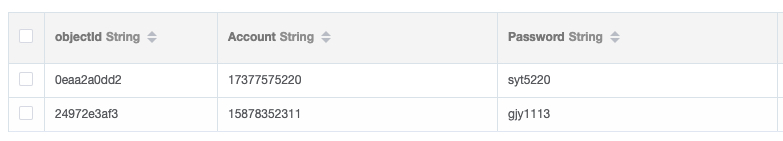 objectId String Account String Password String
0eaa2a0dd2 17377575220 syt5220
24972e3af3 15878352311 gjy1113